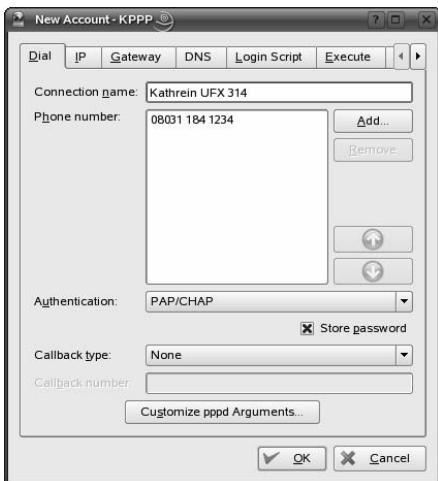 New Account - KPPP
Dial IP Gateway DNS Login Script Execute
Connection name: Kathrein UFX 314
Phone number: 08031 184 1234 Add...
Remove
Authentication: PAP/CHAP
Store password
Callback type: None
Callback number:
Customize pppd Arguments...
OK Cancel